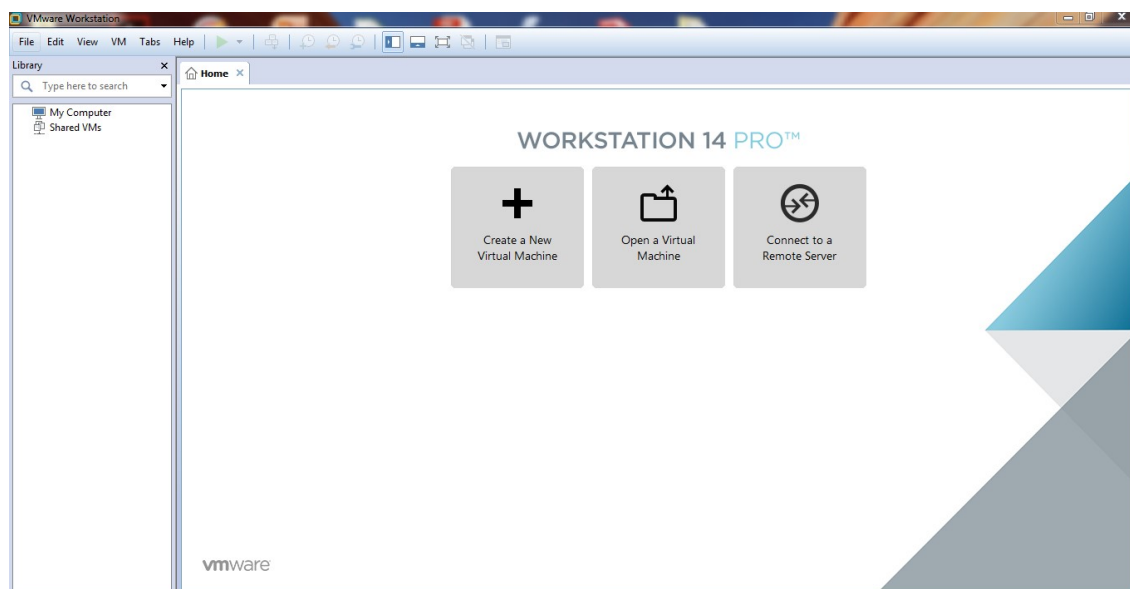 VMware Workstation
File Edit View VM Tabs Help
Library
Home
Type here to search
My Computer
Shared VMs
WORKSTATION 14 PRO™
Create a New
Virtual Machine
Open a Virtual
Machine
Connect to a
Remote Server
vmware